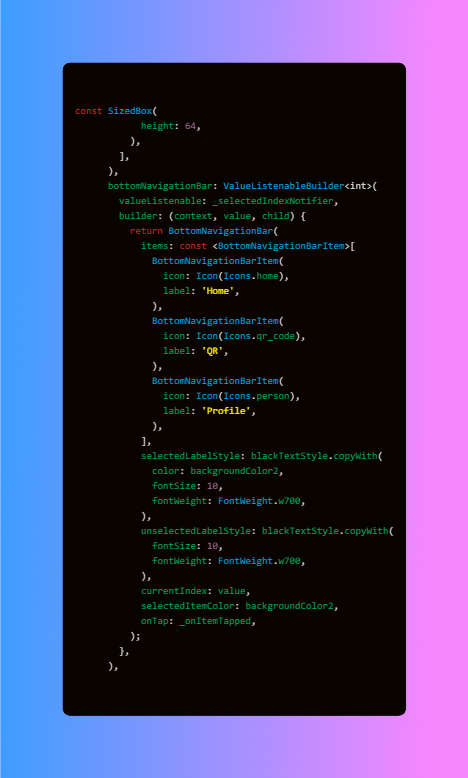 const SizedBox(
height: 64,
),
],
),
bottomNavigationBar: ValueListenableBuilder<int>(
valueListenable: _selectedIndexNotifier,
builder: (context, value, child) {
return BottomNavigationBar(
items: const <BottomNavigationBarItem>[
BottomNavigationBarItem(
icon: Icon(Icons.home),
label: 'Home',
),
BottomNavigationBarItem(
icon: Icon(Icons.qr_code),
label: 'QR',
),
BottomNavigationBarItem(
icon: Icon(Icons.person),
label: 'Profile',
),
],
selectedLabelStyle: blackTextStyle.copyWith(
color: backgroundColor2,
fontSize: 10,
fontWeight: FontWeight.w700,
),
unselectedLabelStyle: blackTextStyle.copyWith(
fontSize: 10,
fontWeight: FontWeight.w700,
),
currentIndex: value,
selectedItemColor: backgroundColor2,
onTap: _onItemTapped,
);
},
),